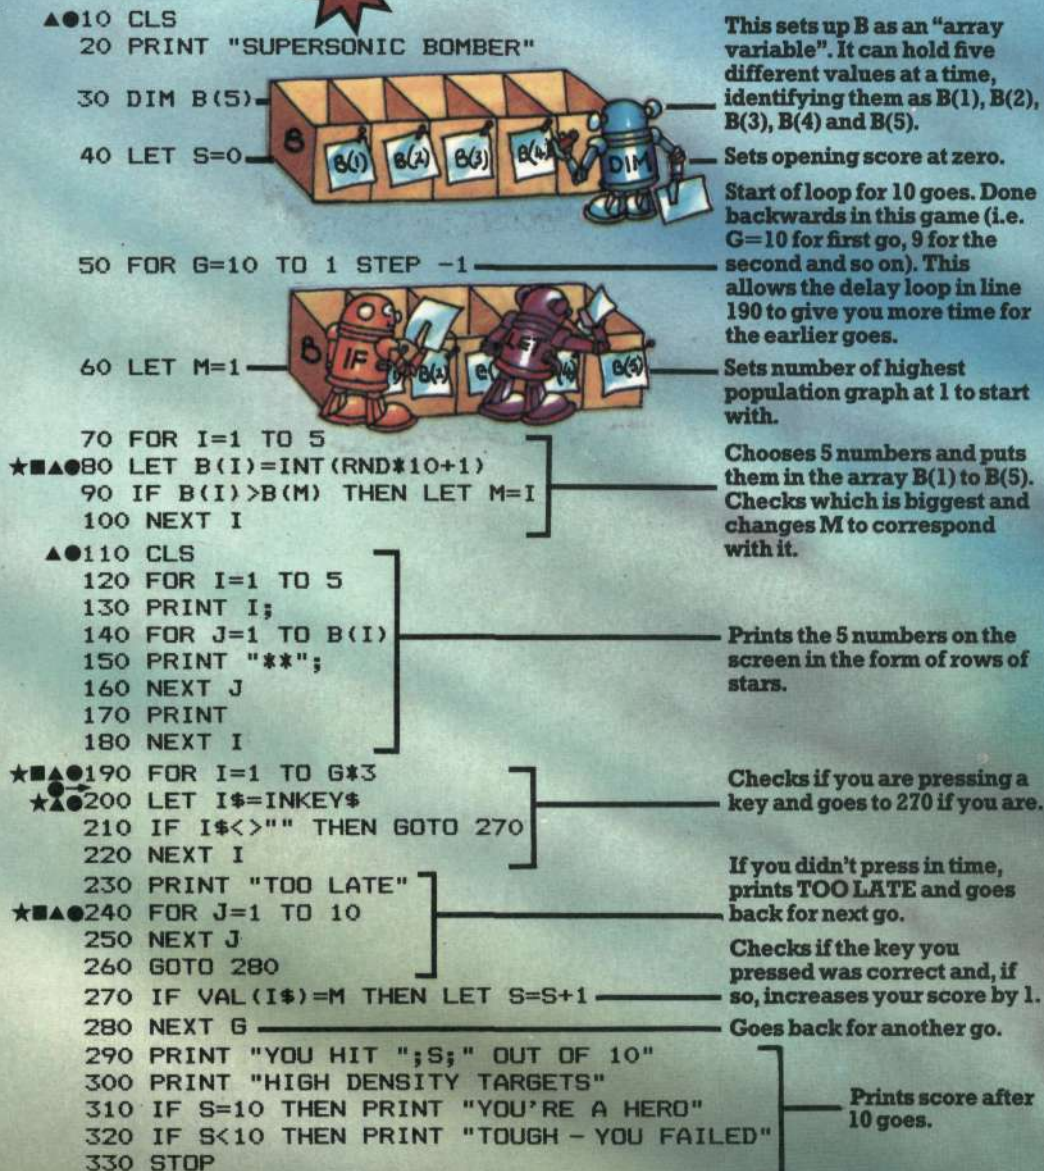 ▲●10 CLS
20 PRINT "SUPERSONIC BOMBER"
30 DIM B(5)
B
B(1)
B(2)
B(3)
B(4)
DIM
This sets up B as an "array
variable". It can hold five
different values at a time,
identifying them as B(1), B(2),
B(3), B(4) and B(5).
40 LET S=0
Sets opening score at zero.
50 FOR G=10 TO 1 STEP -1
Start of loop for 10 goes. Done
backwards in this game (i.e.
G=10 for first go, 9 for the
second and so on). This
allows the delay loop in line
190 to give you more time for
the earlier goes.
60 LET M=1
B
IF
B(2)
LET
B(5)
Sets number of highest
population graph at 1 to start
with.
70 FOR I=1 TO 5
★■▲●80 LET B(I)=INT(RND*10+1)
90 IF B(I)>B(M) THEN LET M=I
100 NEXT I
Chooses 5 numbers and puts
them in the array B(1) to B(5).
Checks which is biggest and
changes M to correspond
with it.
▲●110 CLS
120 FOR I=1 TO 5
130 PRINT I;
140 FOR J=1 TO B(I)
150 PRINT "**";
160 NEXT J
170 PRINT
180 NEXT I
Prints the 5 numbers on the
screen in the form of rows of
stars.
★■▲●190 FOR I=1 TO G*3
★▲●200 LET I$=INKEY$
210 IF I$<>"" THEN GOTO 270
220 NEXT I
Checks if you are pressing a
key and goes to 270 if you are.
230 PRINT "TOO LATE"
★■▲●240 FOR J=1 TO 10
250 NEXT J
260 GOTO 280
If you didn't press in time,
prints TOO LATE and goes
back for next go.
270 IF VAL(I$)=M THEN LET S=S+1
Checks if the key you
pressed was correct and, if
so, increases your score by 1.
280 NEXT G
Goes back for another go.
290 PRINT "YOU HIT ";S;" OUT OF 10"
300 PRINT "HIGH DENSITY TARGETS"
310 IF S=10 THEN PRINT "YOU'RE A HERO"
320 IF S<10 THEN PRINT "TOUGH - YOU FAILED"
330 STOP
Prints score after
10 goes.